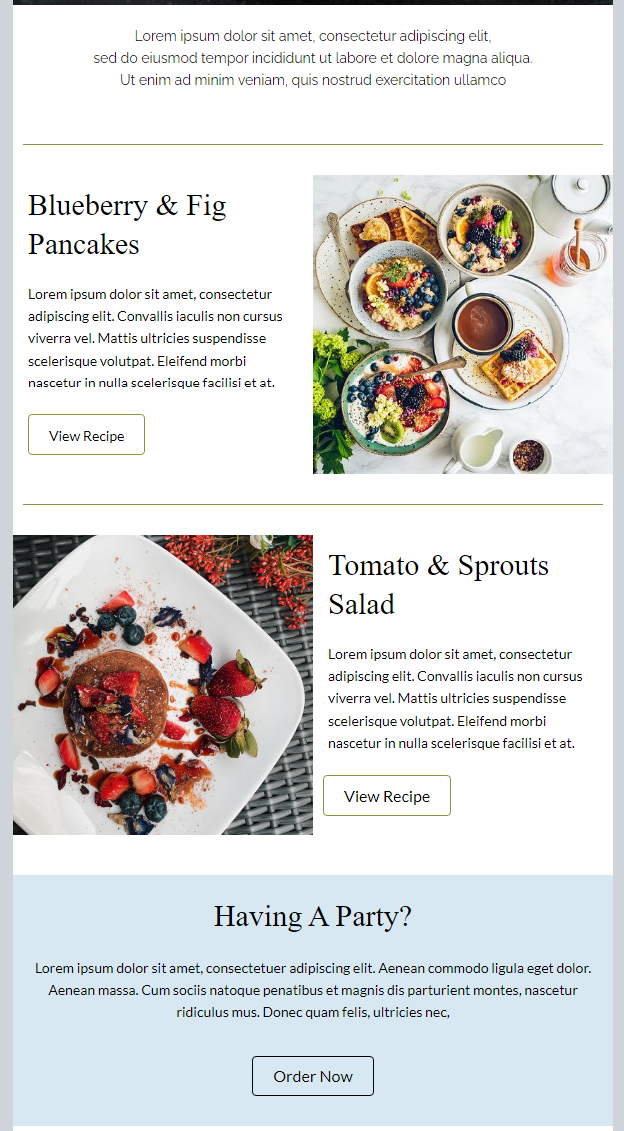 Lorem ipsum dolor sit amet, consectetur adipiscing elit,
sed do eiusmod tempor incididunt ut labore et dolore magna aliqua.
Ut enim ad minim veniam, quis nostrud exercitation ullamco
Blueberry & Fig
Pancakes
Lorem ipsum dolor sit amet, consectetur
adipiscing elit. Convallis iaculis non cursus
viverra vel. Mattis ultricies suspendisse
scelerisque volutpat. Eleifend morbi
nascetur in nulla scelerisque facilisi et at.
View Recipe
Tomato & Sprouts
Salad
Lorem ipsum dolor sit amet, consectetur
adipiscing elit. Convallis iaculis non cursus
viverra vel. Mattis ultricies suspendisse
scelerisque volutpat. Eleifend morbi
nascetur in nulla scelerisque facilisi et at.
View Recipe
Having A Party?
Lorem ipsum dolor sit amet, consectetuer adipiscing elit. Aenean commodo ligula eget dolor.
Aenean massa. Cum sociis natoque penatibus et magnis dis parturient montes, nascetur
ridiculus mus. Donec quam felis, ultricies nec,
Order Now